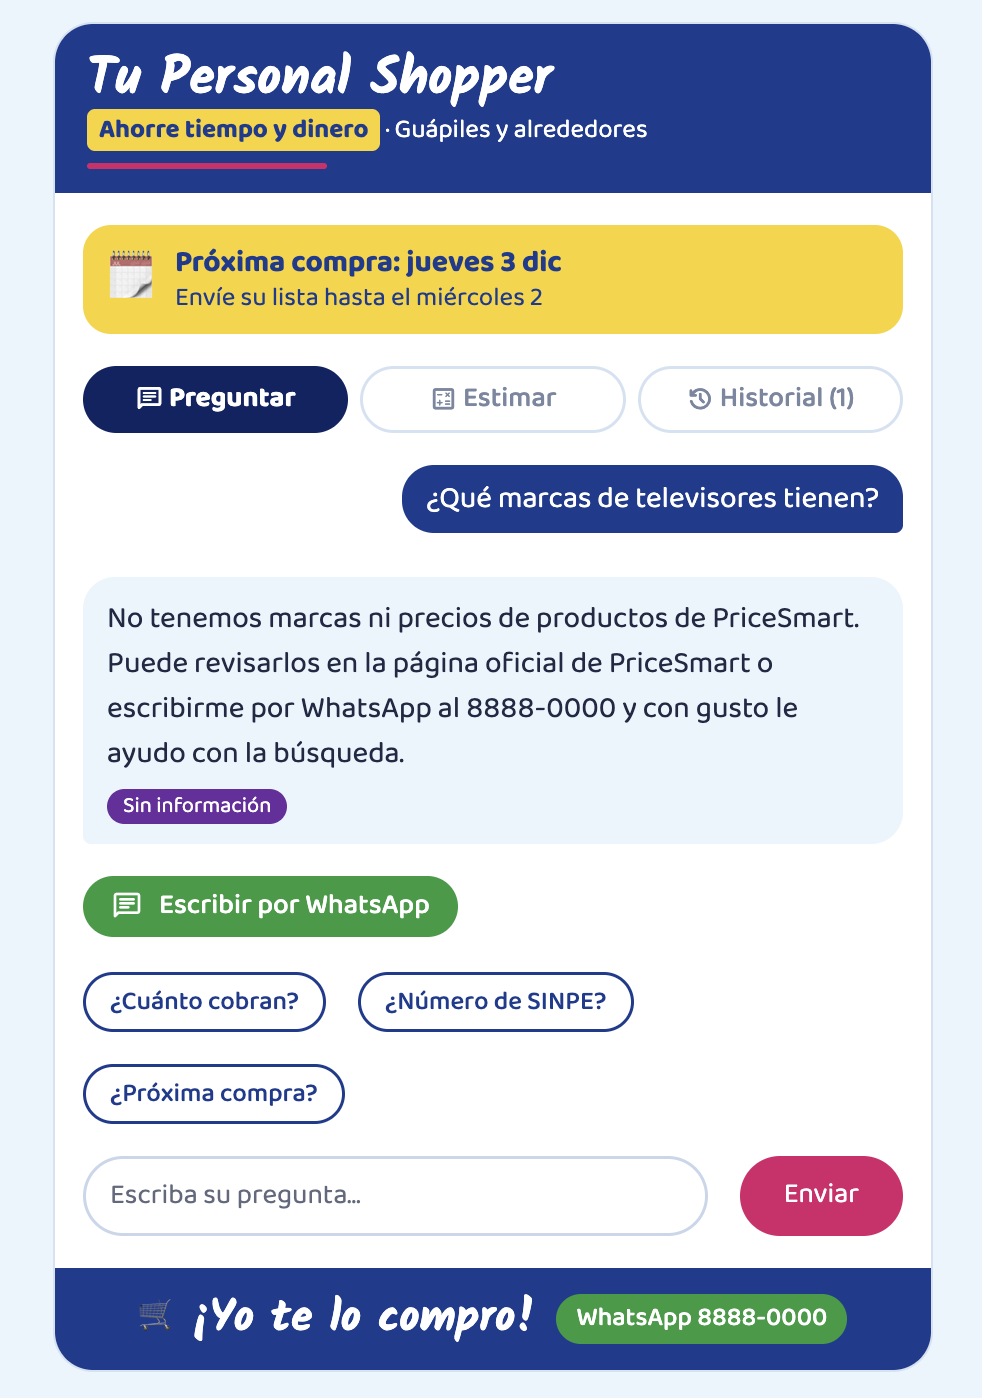 Tu Personal Shopper
Ahorre tiempo y dinero · Guápiles y alrededores
Próxima compra: jueves 3 dic
Envíe su lista hasta el miércoles 2
Preguntar
Estimar
Historial (1)
¿Qué marcas de televisores tienen?
No tenemos marcas ni precios de productos de PriceSmart.
Puede revisarlos en la página oficial de PriceSmart o
escribirme por WhatsApp al 8888-0000 y con gusto le
ayudo con la búsqueda.
Sin información
Escribir por WhatsApp
¿Cuánto cobran?
¿Número de SINPE?
¿Próxima compra?
Escriba su pregunta...
Enviar
¡Yo te lo compro!
WhatsApp 8888-0000